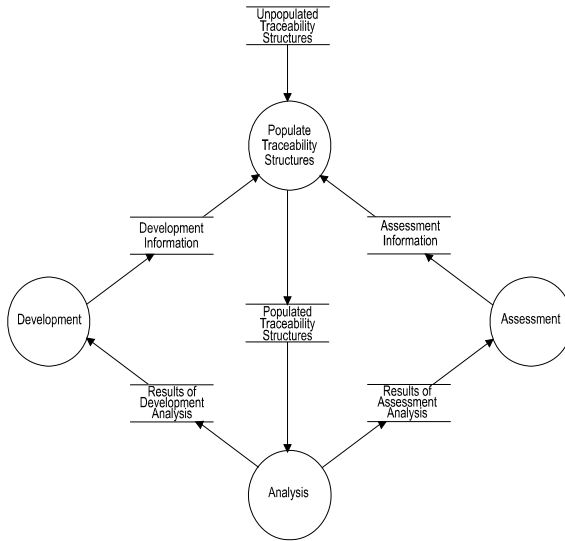 Unpopulated
Traceability
Structures
Populate
Traceability
Structures
Development
Information
Assessment
Information
Development
Populated
Traceability
Structures
Assessment
Results of
Development
Analysis
Results of
Assessment
Analysis
Analysis